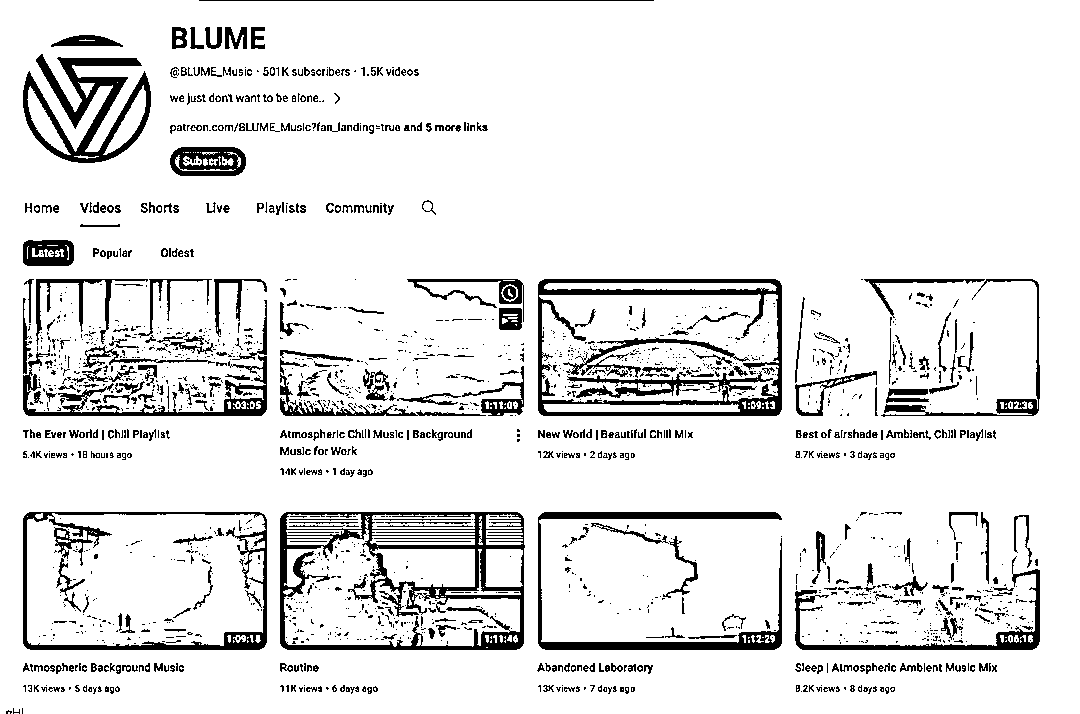 BLUME
@BLUME_Music · 501K subscribers · 1.5K videos
we just don't want to be alone..
patreon.com/BLUME_Music?fan_landing=true and 5 more links
Subscribe
Home Videos Shorts Live Playlists Community
Latest Popular Oldest
1:03:05 1:11:09 1:09:11 1:02:36
The Ever World | Chill Playlist
5.4K views · 18 hours ago
Atmospheric Chill Music | Background
Music for Work
14K views · 1 day ago
New World | Beautiful Chill Mix
12K views · 2 days ago
Best of airshade | Ambient, Chill Playlist
8.7K views · 3 days ago
1:09:18 1:11:46 1:12:29 1:06:18
Atmospheric Background Music
13K views · 5 days ago
Routine
11K views · 6 days ago
Abandoned Laboratory
13K views · 7 days ago
Sleep | Atmospheric Ambient Music Mix
8.2K views · 8 days ago